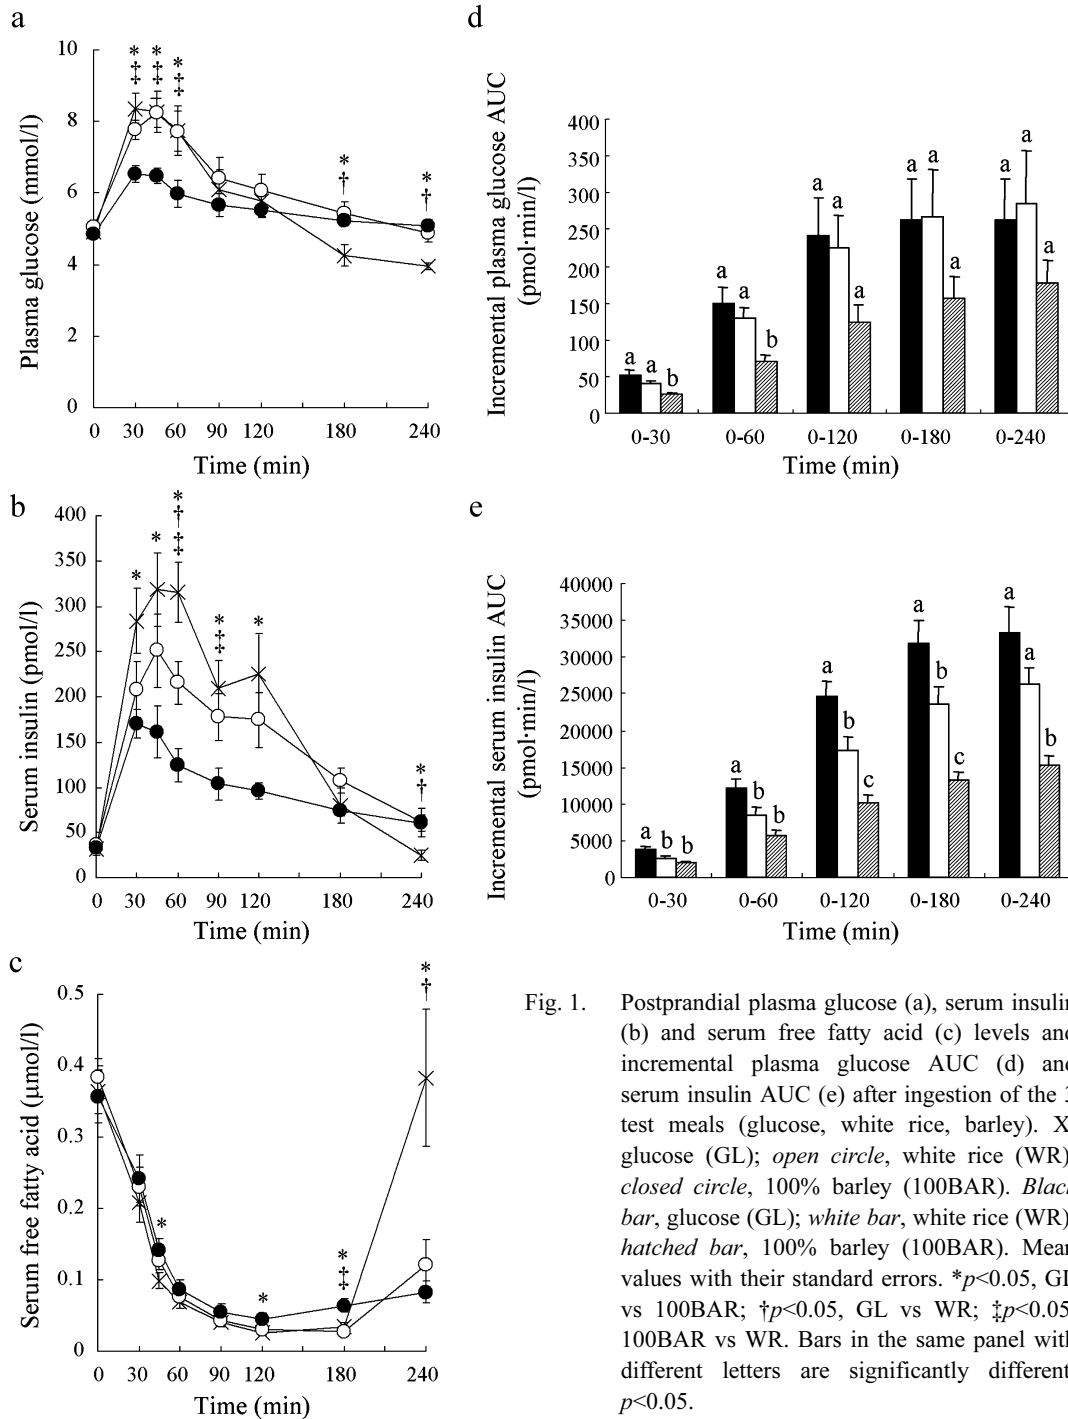 a
Plasma glucose (mmol/l)
10
8
6
4
2
0
* ‡ ‡
* ‡ ‡
* ‡ ‡
* †
* †
0 30 60 90 120 180 240
Time (min)
b
Serum insulin (pmol/l)
400
350
300
250
200
150
100
50
0
*
*
* † ‡ ‡
* ‡ ‡
*
* †
0 30 60 90 120 180 240
Time (min)
c
Serum free fatty acid (μmol/l)
0.5
0.4
0.3
0.2
0.1
0
*
*
* ‡ ‡
* †
0 30 60 90 120 180 240
Time (min)
d
Incremental plasma glucose AUC
(pmol·min/l)
400
350
300
250
200
150
100
50
0
a a b
a a b
a a a
a a a
a a a
0-30 0-60 0-120 0-180 0-240
Time (min)
e
Incremental serum insulin AUC
(pmol·min/l)
40000
35000
30000
25000
20000
15000
10000
5000
0
a b b
a b b
a b c
a b c
a a b
0-30 0-60 0-120 0-180 0-240
Time (min)
Fig. 1. Postprandial plasma glucose (a), serum insulin
(b) and serum free fatty acid (c) levels and
incremental plasma glucose AUC (d) and
serum insulin AUC (e) after ingestion of the 3
test meals (glucose, white rice, barley). X
glucose (GL); open circle, white rice (WR)
closed circle, 100% barley (100BAR). Black
bar, glucose (GL); white bar, white rice (WR)
hatched bar, 100% barley (100BAR). Mean
values with their standard errors. *p<0.05, GL
vs 100BAR; †p<0.05, GL vs WR; ‡p<0.05
100BAR vs WR. Bars in the same panel with
different letters are significantly different
p<0.05.